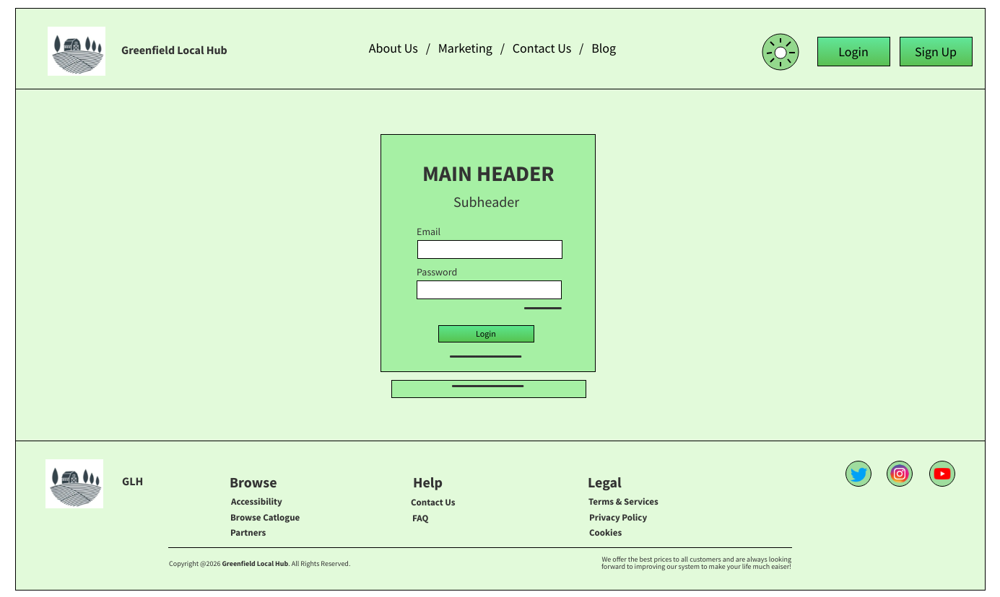 Greenfield Local Hub
About Us / Marketing / Contact Us / Blog
Login
Sign Up
MAIN HEADER
Subheader
Email
Password
Login
GLH
Browse
Accessibility
Browse Catlogue
Partners
Help
Contact Us
FAQ
Legal
Terms & Services
Privacy Policy
Cookies
Copyright @2026 Greenfield Local Hub. All Rights Reserved.
We offer the best prices to all customers and are always looking
forward to improving our system to make your life much eaiser!